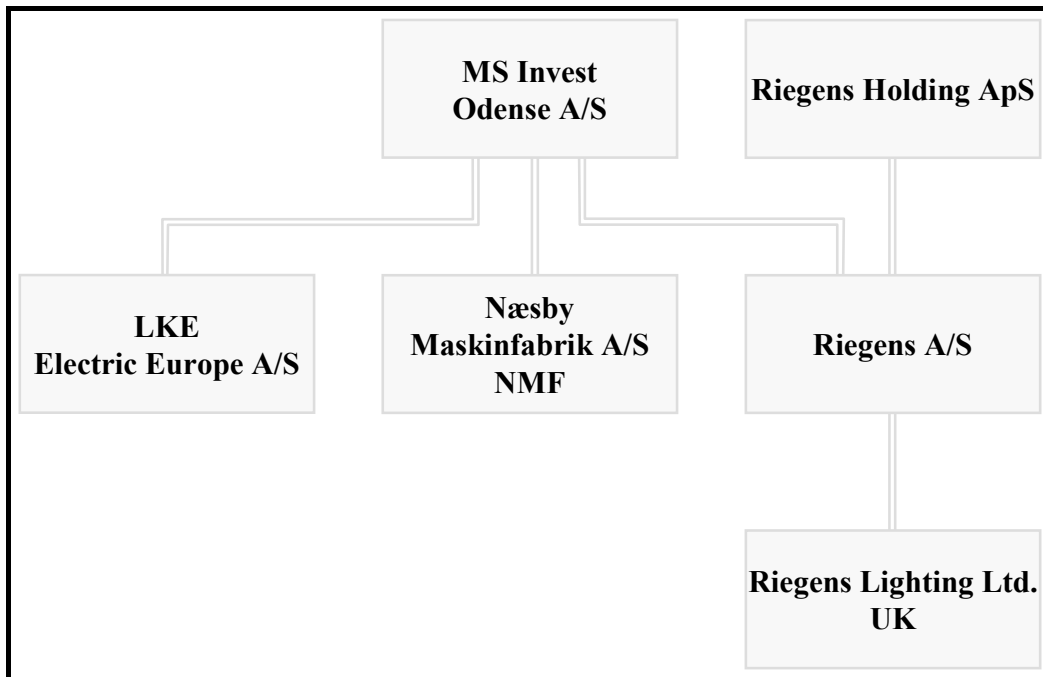 MS Invest
Odense A/S
Riegens Holding ApS
LKE
Electric Europe A/S
Næsby
Maskinfabrik A/S
NMF
Riegens A/S
Riegens Lighting Ltd.
UK